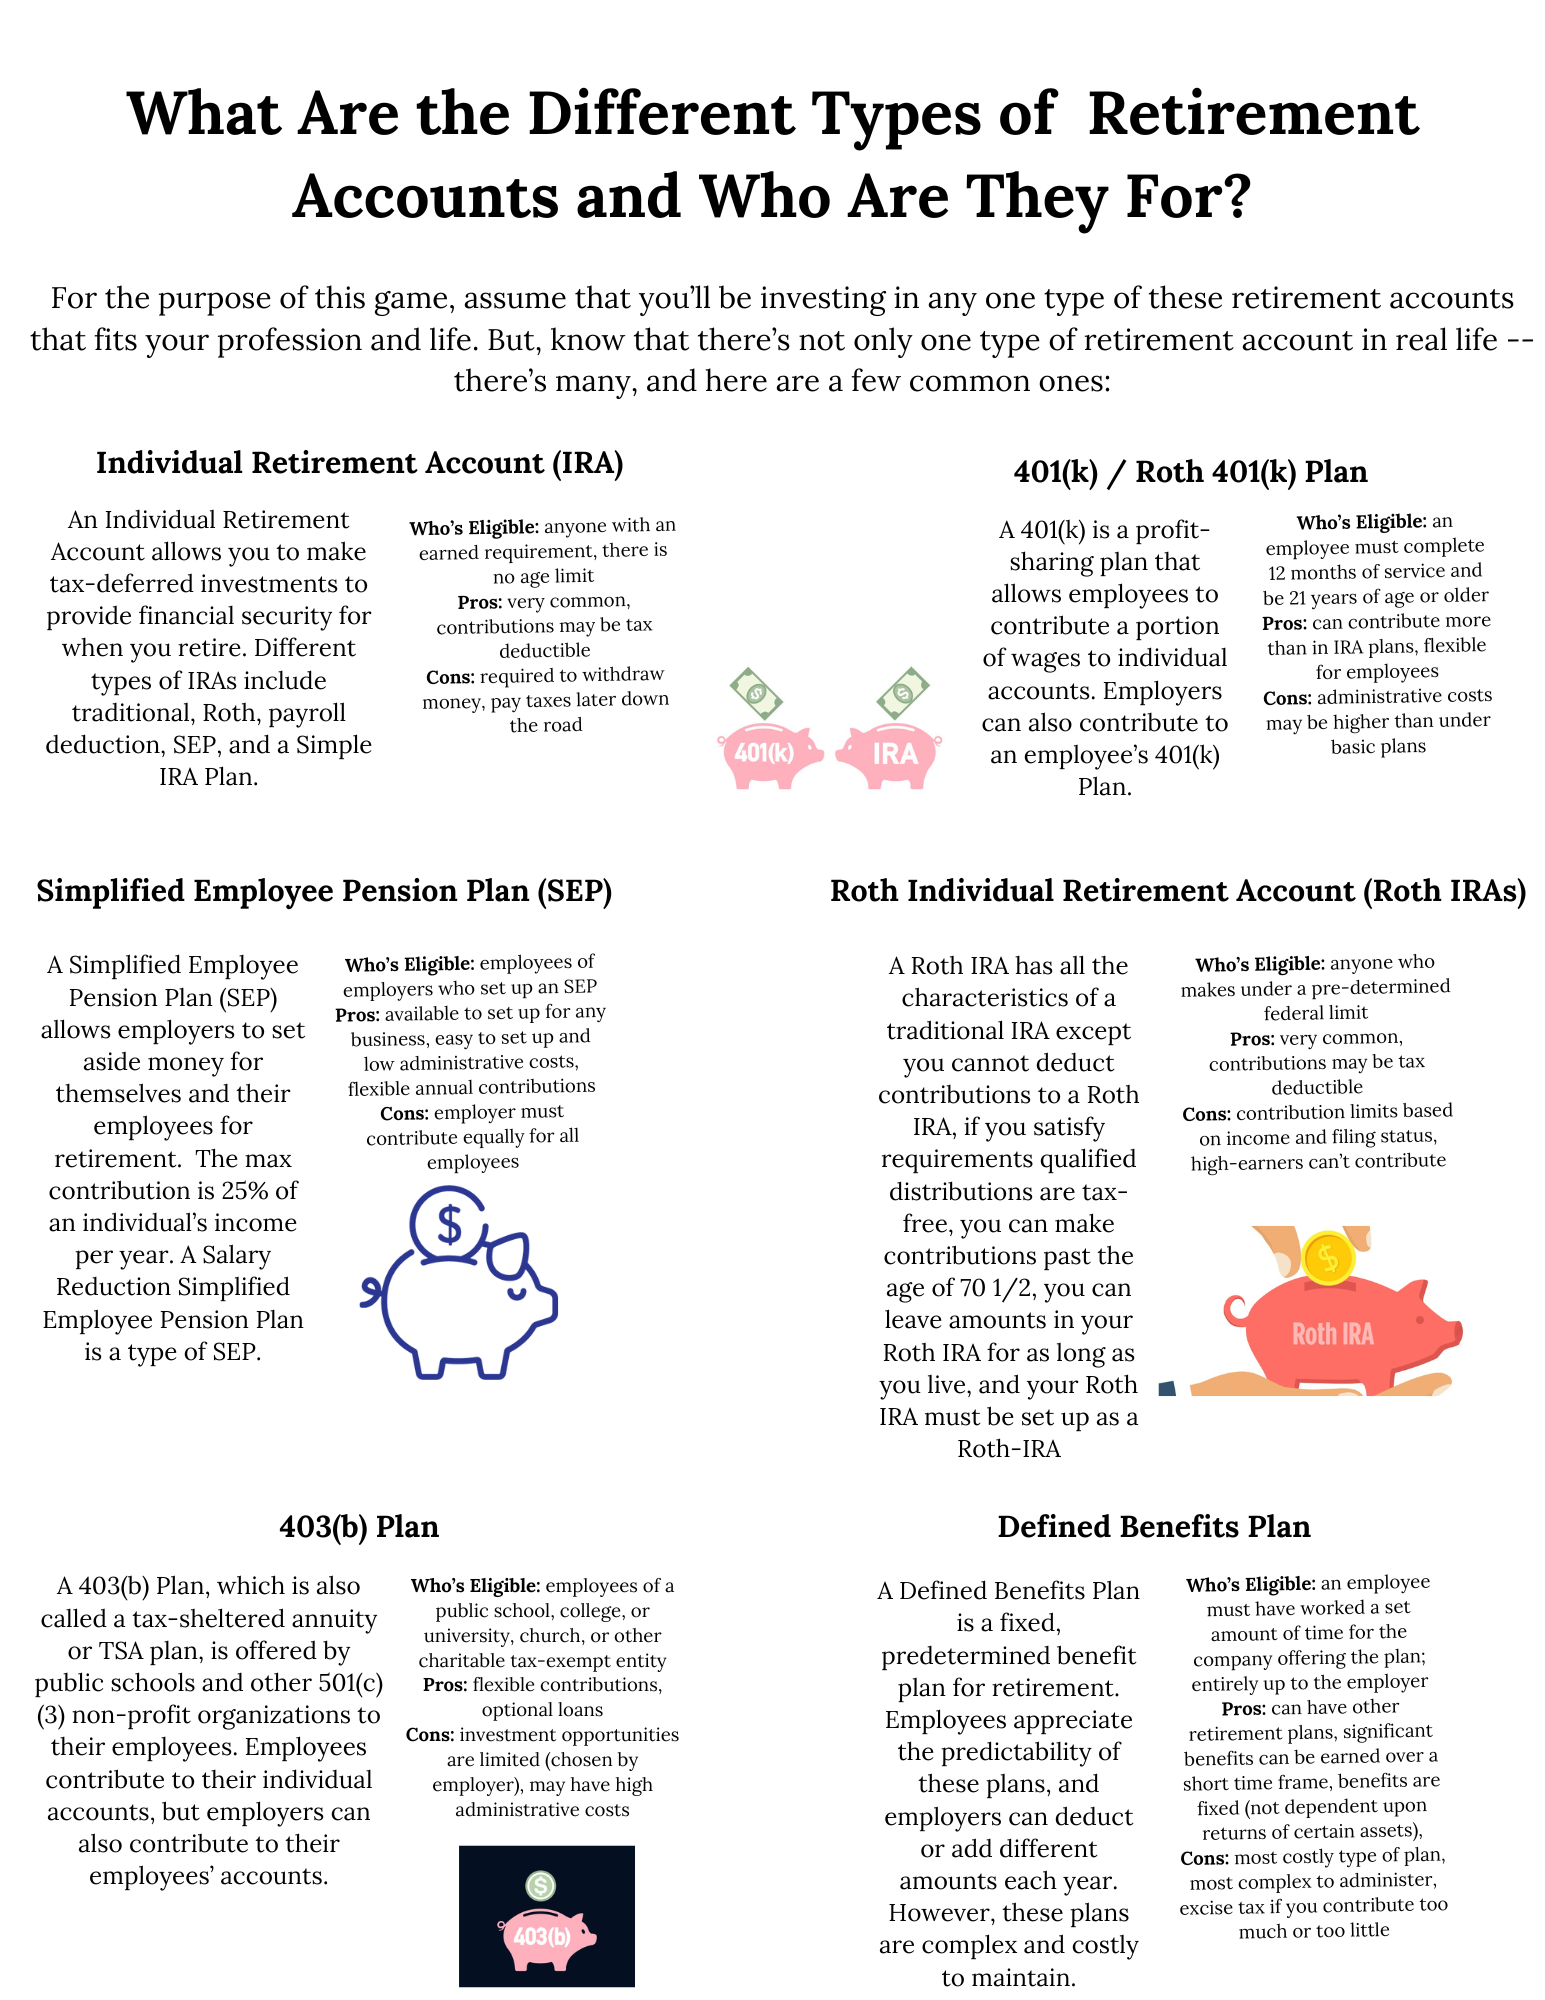 What Are the Different Types of  Retirement
Accounts and Who Are They For?
For the purpose of this game, assume that you’ll be investing in any one type of these retirement accounts
that fits your profession and life. But, know that there’s not only one type of retirement account in real life --
there’s many, and here are a few common ones:
Individual Retirement Account (IRA)
An Individual Retirement
Account allows you to make
tax-deferred investments to
provide financial security for
when you retire. Different
types of IRAs include
traditional, Roth, payroll
deduction, SEP, and a Simple
IRA Plan.
Who’s Eligible: anyone with an
earned requirement, there is
no age limit
Pros: very common,
contributions may be tax
deductible
Cons: required to withdraw
money, pay taxes later down
the road
401(k)
IRA
401(k) / Roth 401(k) Plan
A 401(k) is a profit-
sharing plan that
allows employees to
contribute a portion
of wages to individual
accounts. Employers
can also contribute to
an employee’s 401(k)
Plan.
Who’s Eligible: an
employee must complete
12 months of service and
be 21 years of age or older
Pros: can contribute more
than in IRA plans, flexible
for employees
Cons: administrative costs
may be higher than under
basic plans
Simplified Employee Pension Plan (SEP)
A Simplified Employee
Pension Plan (SEP)
allows employers to set
aside money for
themselves and their
employees for
retirement.  The max
contribution is 25% of
an individual’s income
per year. A Salary
Reduction Simplified
Employee Pension Plan
is a type of SEP.
Who’s Eligible: employees of
employers who set up an SEP
Pros: available to set up for any
business, easy to set up and
low administrative costs,
flexible annual contributions
Cons: employer must
contribute equally for all
employees
$
Roth Individual Retirement Account (Roth IRAs)
A Roth IRA has all the
characteristics of a
traditional IRA except
you cannot deduct
contributions to a Roth
IRA, if you satisfy
requirements qualified
distributions are tax-
free, you can make
contributions past the
age of 70 1/2, you can
leave amounts in your
Roth IRA for as long as
you live, and your Roth
IRA must be set up as a
Roth-IRA
Who’s Eligible: anyone who
makes under a pre-determined
federal limit
Pros: very common,
contributions may be tax
deductible
Cons: contribution limits based
on income and filing status,
high-earners can’t contribute
$
Roth IRA
403(b) Plan
A 403(b) Plan, which is also
called a tax-sheltered annuity
or TSA plan, is offered by
public schools and other 501(c)
(3) non-profit organizations to
their employees. Employees
contribute to their individual
accounts, but employers can
also contribute to their
employees’ accounts.
Who’s Eligible: employees of a
public school, college, or
university, church, or other
charitable tax-exempt entity
Pros: flexible contributions,
optional loans
Cons: investment opportunities
are limited (chosen by
employer), may have high
administrative costs
$
403(b)
Defined Benefits Plan
A Defined Benefits Plan
is a fixed,
predetermined benefit
plan for retirement.
Employees appreciate
the predictability of
these plans, and
employers can deduct
or add different
amounts each year.
However, these plans
are complex and costly
to maintain.
Who’s Eligible: an employee
must have worked a set
amount of time for the
company offering the plan;
entirely up to the employer
Pros: can have other
retirement plans, significant
benefits can be earned over a
short time frame, benefits are
fixed (not dependent upon
returns of certain assets),
Cons: most costly type of plan,
most complex to administer,
excise tax if you contribute too
much or too little